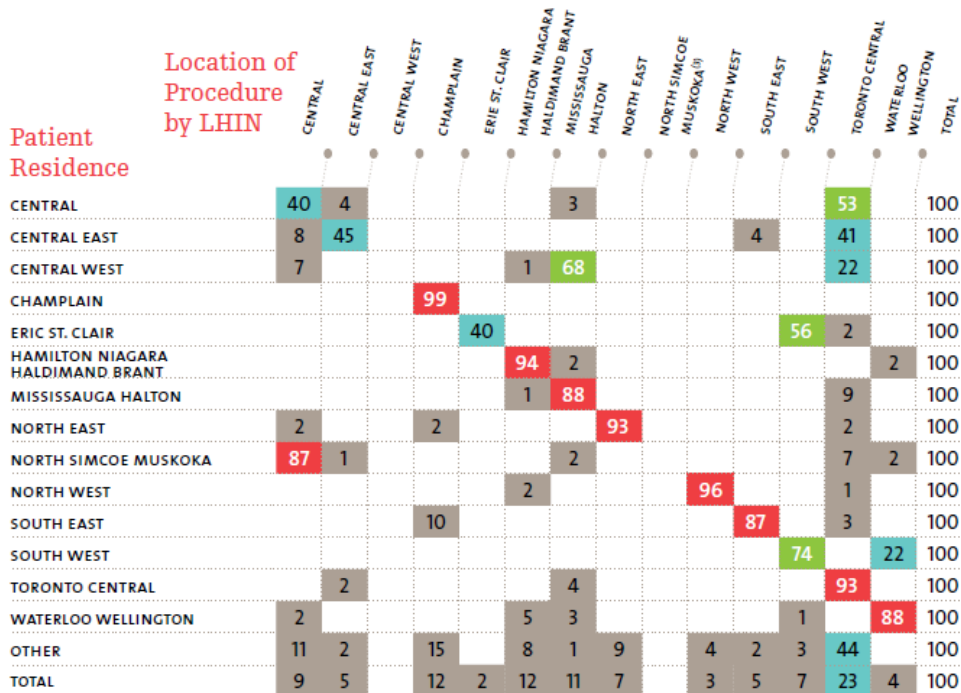 Location of
Procedure
by LHIN
Patient
Residence
CENTRAL
CENTRAL EAST
CENTRAL WEST
CHAMPLAIN
ERIE ST. CLAIR
HAMILTON NIAGARA
HALDIMAND BRANT
MISSISSAUGA
HALTON
NORTH EAST
NORTH SIMCOE
MUSKOKA(3)
NORTH WEST
SOUTH EAST
SOUTH WEST
TORONTO CENTRAL
WATERLOO
WELLINGTON
TOTAL
CENTRAL 40 4 3 53 100
CENTRAL EAST 8 45 4 41 100
CENTRAL WEST 7 1 68 22 100
CHAMPLAIN 99 100
ERIC ST. CLAIR 40 56 2 100
HAMILTON NIAGARA
HALDIMAND BRANT 94 2 2 100
MISSISSAUGA HALTON 1 88 9 100
NORTH EAST 2 2 93 2 100
NORTH SIMCOE MUSKOKA 87 1 2 7 2 100
NORTH WEST 2 96 1 100
SOUTH EAST 10 87 3 100
SOUTH WEST 74 22 100
TORONTO CENTRAL 2 4 93 100
WATERLOO WELLINGTON 2 5 3 1 88 100
OTHER 11 2 15 8 1 9 4 2 3 44 100
TOTAL 9 5 12 2 12 11 7 3 5 7 23 4 100